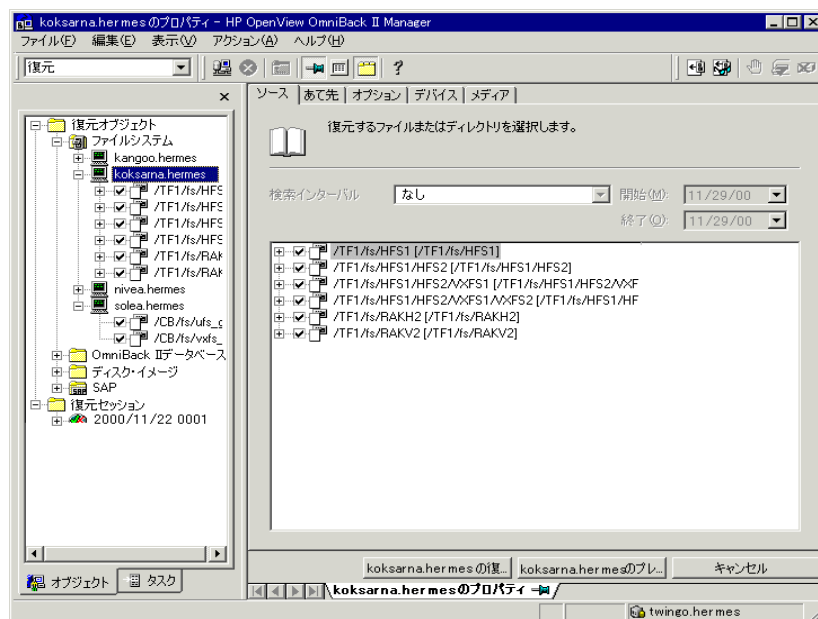 koksarna.hermesのプロパティ - HP OpenView OmniBack II Manager
ファイル(F) 編集(E) 表示(V) アクション(A) ヘルプ(H)
復元
?
×
復元オブジェクト
ファイルシステム
kangoo.hermes
koksarna.hermes
/TF1/fs/HFS
/TF1/fs/HFS
/TF1/fs/HFS
/TF1/fs/HFS
/TF1/fs/RAK
/TF1/fs/RAK
nivea.hermes
solea.hermes
/CB/fs/ufs_
/CB/fs/vxfs_
OmniBack IIデータベース
ディスク・イメージ
SAP
復元セッション
2000/11/22 0001
オブジェクト
タスク
ソース あて先 オプション デバイス メディア
復元するファイルまたはディレクトリを選択します。
検索インターバル なし 開始(M): 11/29/00
終了(O): 11/29/00
/TF1/fs/HFS1 [/TF1/fs/HFS1]
/TF1/fs/HFS1/HFS2 [/TF1/fs/HFS1/HFS2]
/TF1/fs/HFS1/HFS2/VXFS1 [/TF1/fs/HFS1/HFS2/VXF
/TF1/fs/HFS1/HFS2/VXFS1/VXFS2 [/TF1/fs/HFS1/HF
/TF1/fs/RAKH2 [/TF1/fs/RAKH2]
/TF1/fs/RAKV2 [/TF1/fs/RAKV2]
koksarna.hermesの復... koksarna.hermesのプレ... キャンセル
koksarna.hermesのプロパティ
twingo.hermes